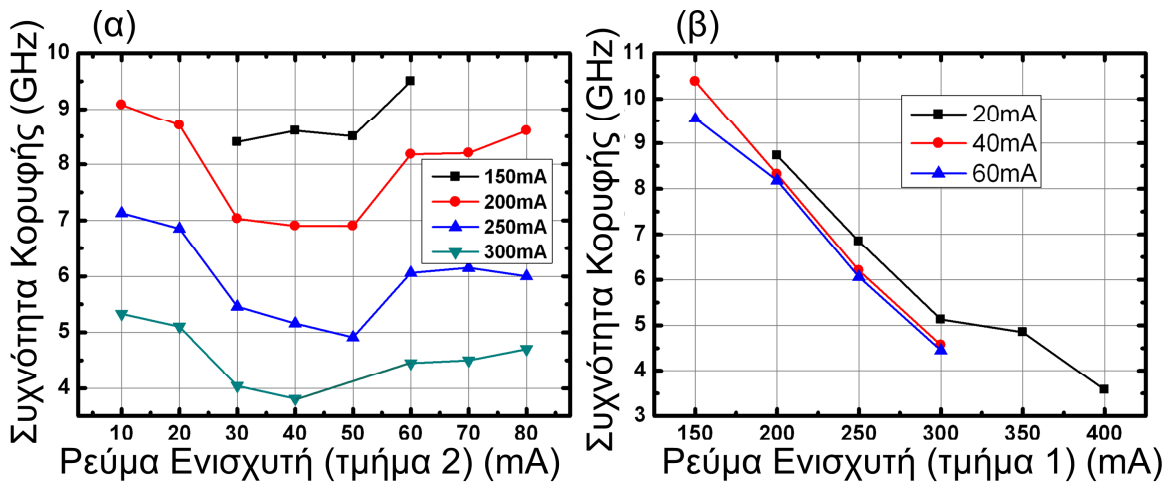 (α)
Συχνότητα Κορυφής (GHz)
10
9
8
7
6
5
4
150mA
200mA
250mA
300mA
10 20 30 40 50 60 70 80
Ρεύμα Ενισχυτή (τμήμα 2) (mA)
(β)
Συχνότητα Κορυφής (GHz)
11
10
9
8
7
6
5
4
3
20mA
40mA
60mA
150 200 250 300 350 400
Ρεύμα Ενισχυτή (τμήμα 1) (mA)